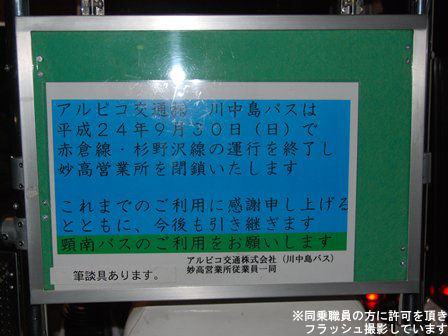 アルピコ交通㈱ 川中島バスは
平成24年9月30日(日)で
赤倉線・杉野沢線の運行を終了し
妙高営業所を閉鎖いたします
これまでのご利用に感謝申し上げる
とともに、今後も引き継ぎます
頸南バスのご利用をお願いします
アルピコ交通株式会社(川中島バス)
妙高営業所従業員一同
筆談具あります。
※同乗職員の方に許可を頂き
フラッシュ撮影しています